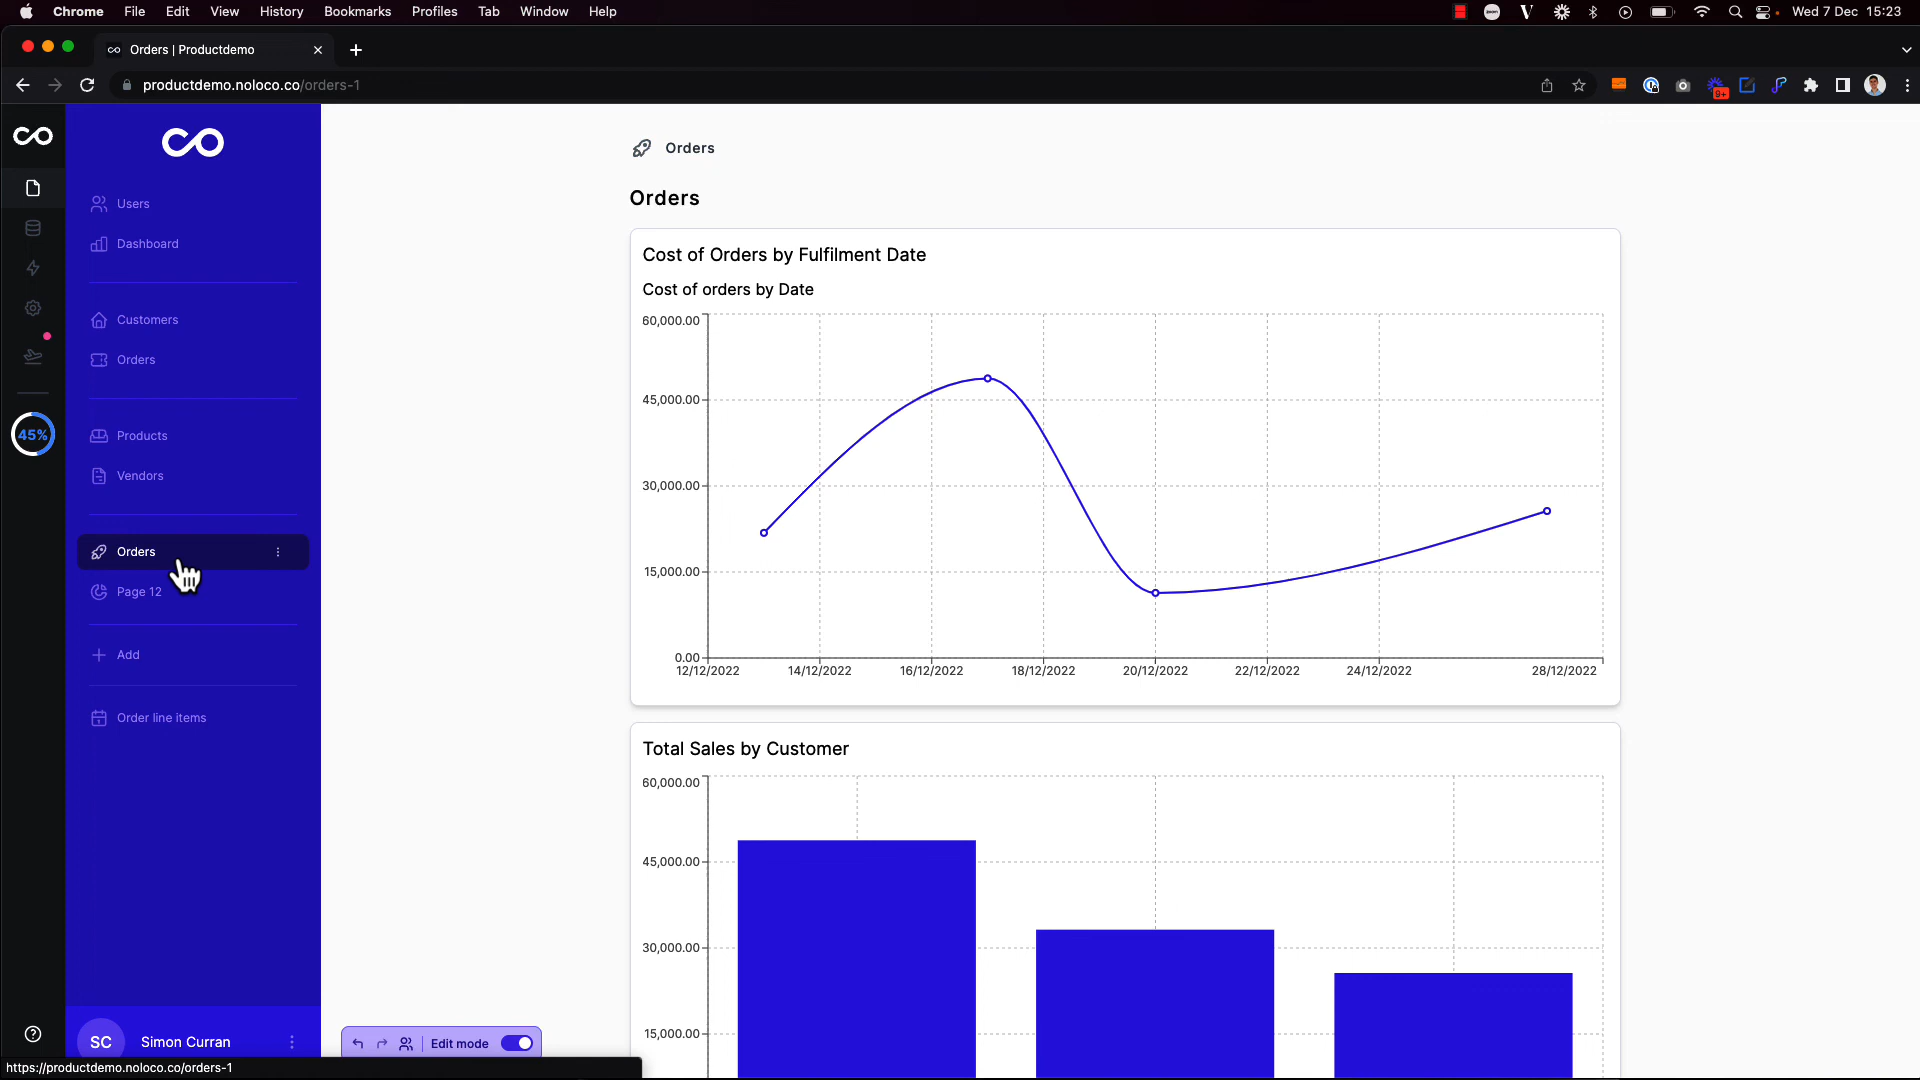 Chrome File Edit View History Bookmarks Profiles Tab Window Help
zoom
Wed 7 Dec 15:23
Orders | Productdemo
productdemo.noloco.co/orders-1
9+
Users
Dashboard
Customers
Orders
45%
Products
Vendors
Orders
Page 12
Add
Order line items
SC Simon Curran
Edit mode
https://productdemo.noloco.co/orders-1
Orders
Orders
Cost of Orders by Fulfilment Date
Cost of orders by Date
60,000.00
45,000.00
30,000.00
15,000.00
0.00
12/12/2022 14/12/2022 16/12/2022 18/12/2022 20/12/2022 22/12/2022 24/12/2022 28/12/2022
Total Sales by Customer
60,000.00
45,000.00
30,000.00
15,000.00